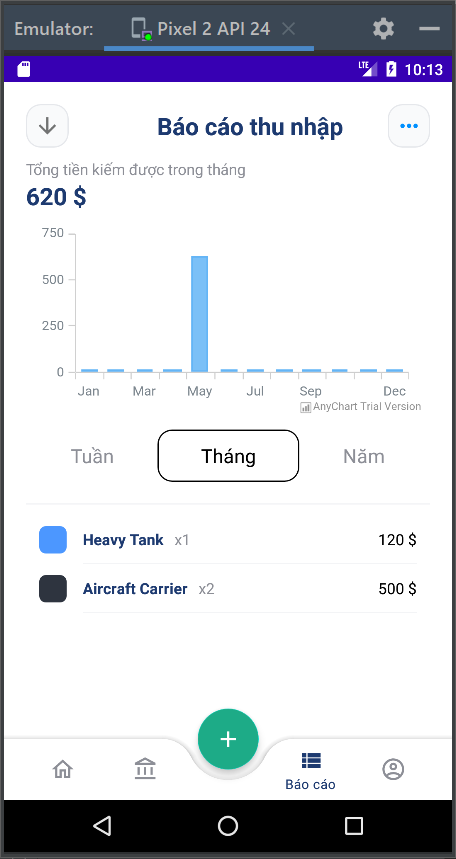 Emulator: Pixel 2 API 24
LTE 10:13
Báo cáo thu nhập
Tổng tiền kiếm được trong tháng
620 $
750
500
250
0
Jan Mar May Jul Sep Dec
AnyChart Trial Version
Tuần Tháng Năm
Heavy Tank x1 120 $
Aircraft Carrier x2 500 $
Báo cáo